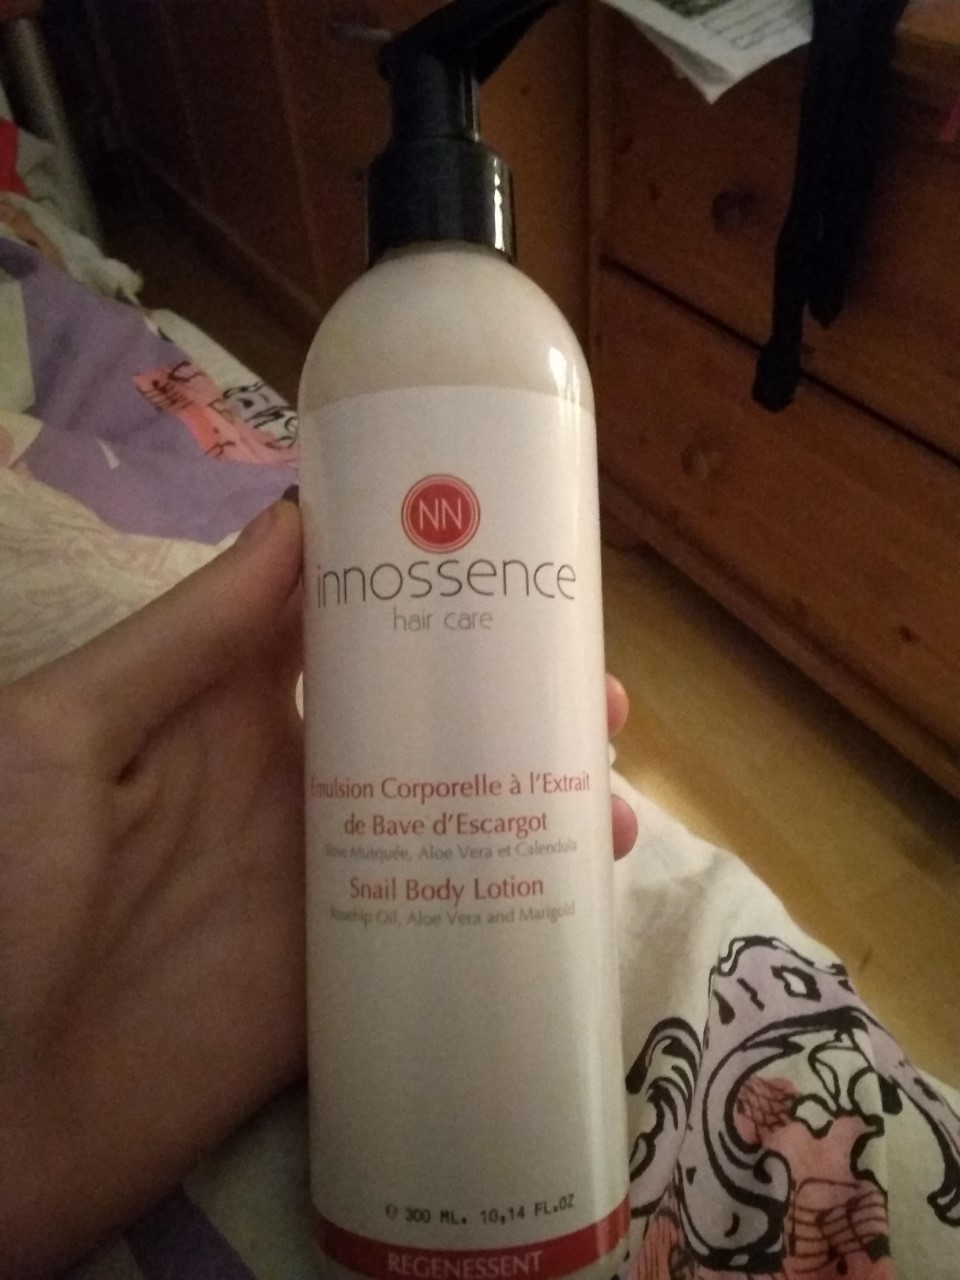 NN
innossence
hair care
Emulsion Corporelle à l'Extrait
de Bave d'Escargot
Rose Musquée, Aloe Vera et Calendula
Snail Body Lotion
Rosehip Oil, Aloe Vera and Marigold
℮ 300 ML. 10,14 FL.OZ
REGENESSENT